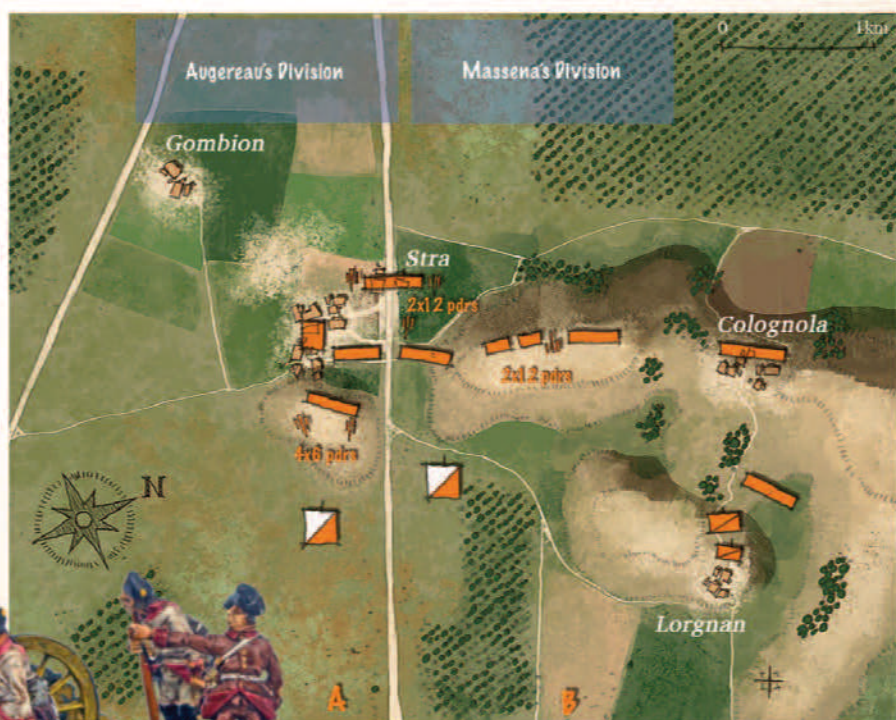 0 1km
Augereau's Division
Massena's Division
Gombion
Stra
2x12 pdrs
Colognola
2x12 pdrs
4x6 pdrs
N
Lorgnan
A
B